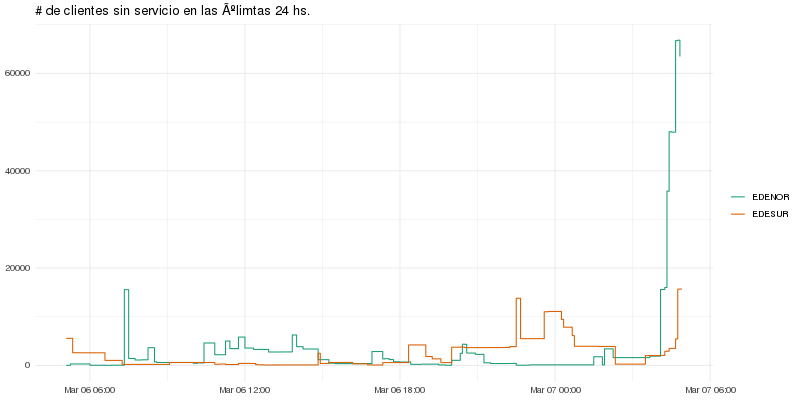 # de clientes sin servicio en las Ãºlimtas 24 hs.
60000
40000
20000
0
EDENOR
EDESUR
Mar 06 06:00
Mar 06 12:00
Mar 06 18:00
Mar 07 00:00
Mar 07 06:00